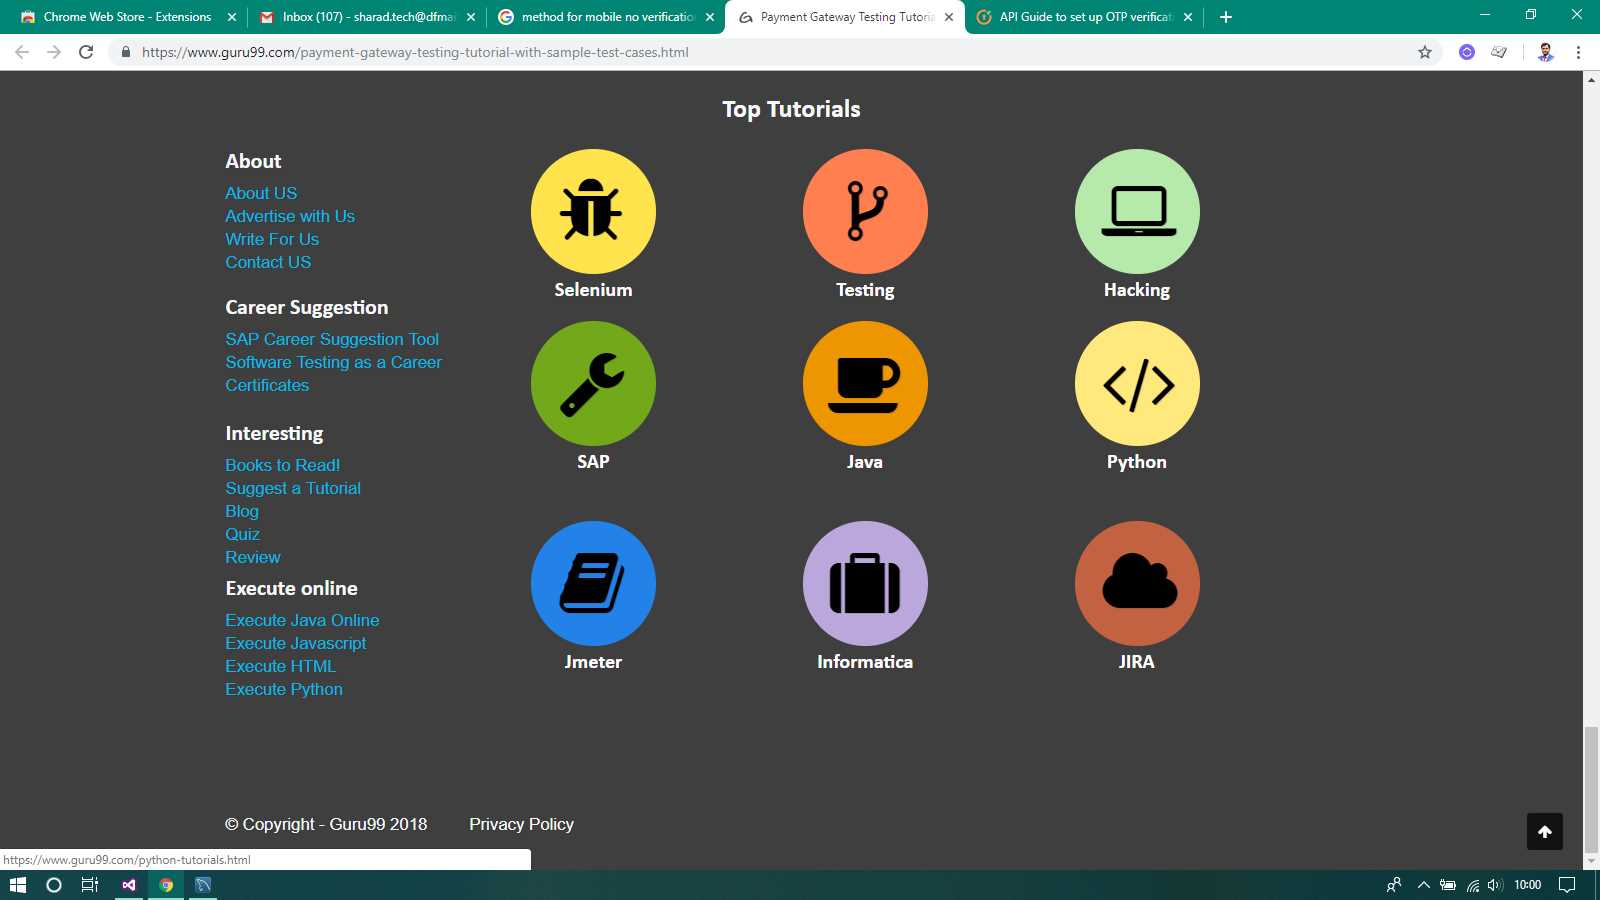 Chrome Web Store - Extensions
Inbox (107) - sharad.tech@dfmai
method for mobile no verificatio
Payment Gateway Testing Tutoria
API Guide to set up OTP verificat
https://www.guru99.com/payment-gateway-testing-tutorial-with-sample-test-cases.html
Top Tutorials
About
About US
Advertise with Us
Write For Us
Contact US
Career Suggestion
SAP Career Suggestion Tool
Software Testing as a Career
Certificates
Interesting
Books to Read!
Suggest a Tutorial
Blog
Quiz
Review
Execute online
Execute Java Online
Execute Javascript
Execute HTML
Execute Python
Selenium
Testing
Hacking
SAP
Java
Python
Jmeter
Informatica
JIRA
© Copyright - Guru99 2018
Privacy Policy
https://www.guru99.com/python-tutorials.html
10:00